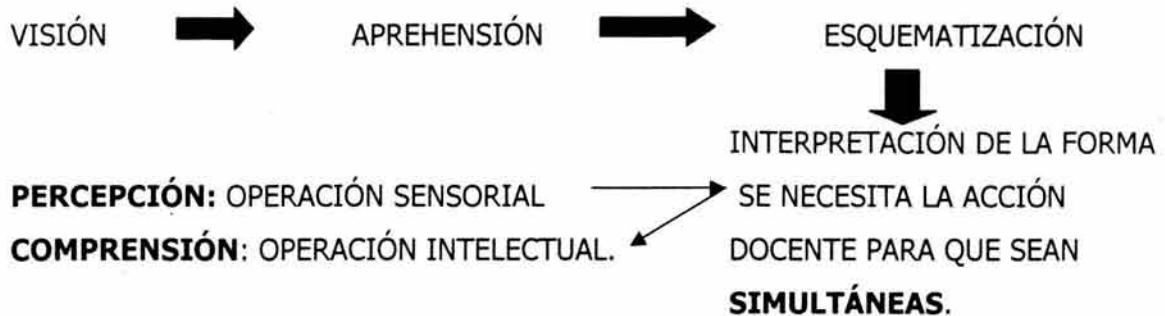 VISIÓN APREHENSIÓN ESQUEMATIZACIÓN
INTERPRETACIÓN DE LA FORMA
PERCEPCIÓN: OPERACIÓN SENSORIAL SE NECESITA LA ACCIÓN
COMPRENSIÓN: OPERACIÓN INTELECTUAL. DOCENTE PARA QUE SEAN
SIMULTÁNEAS.